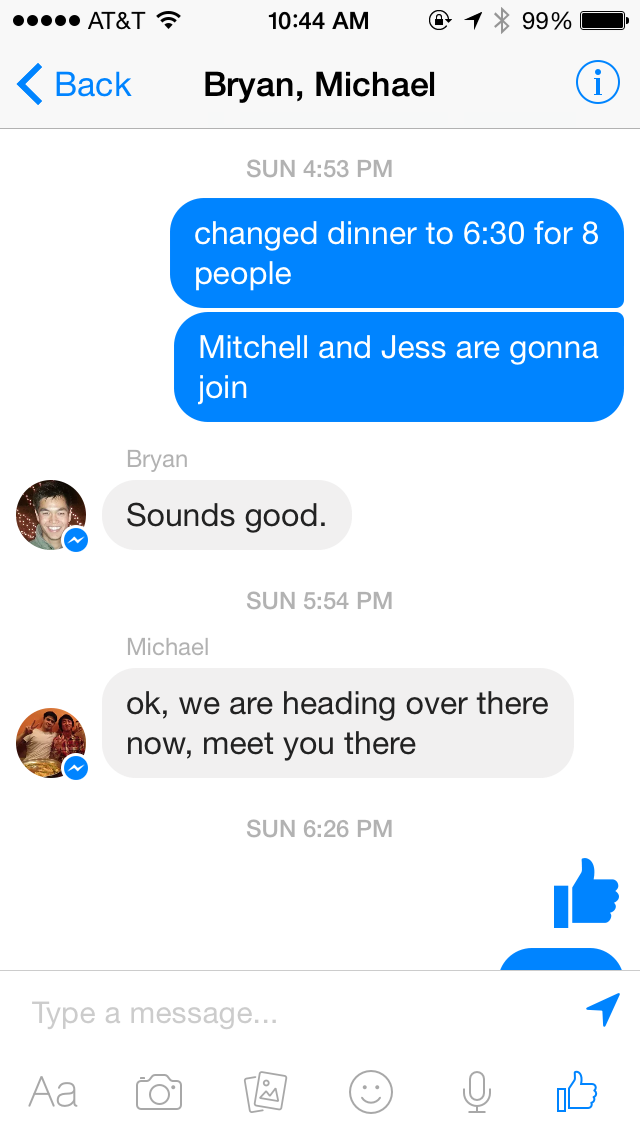 AT&T 10:44 AM 99%
Back Bryan, Michael
SUN 4:53 PM
changed dinner to 6:30 for 8
people
Mitchell and Jess are gonna
join
Bryan
Sounds good.
SUN 5:54 PM
Michael
ok, we are heading over there
now, meet you there
SUN 6:26 PM
Type a message...
Aa